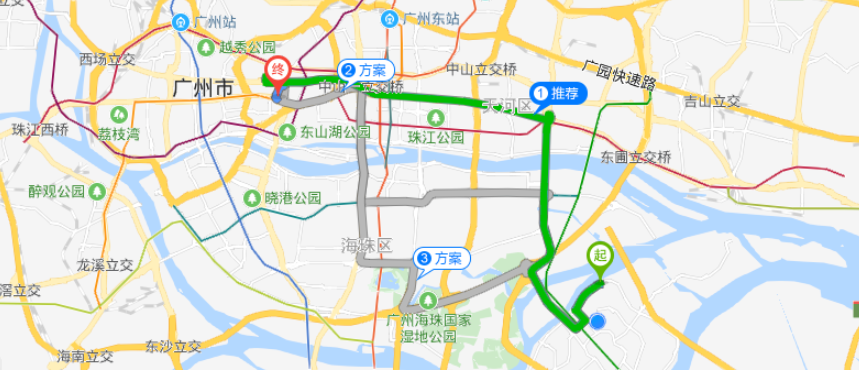 广州站
广州东站
越秀公园
西场立交
终
2 方案
中山立交桥
广园快速路
广州市
中山立交桥
1 推荐
天河区
吉山立交
珠江西桥
荔枝湾
东山湖公园
珠江公园
东圃立交桥
醉观公园
晓港公园
海珠区
3 方案
起
龙溪立交
滘立交
广州海珠国家
湿地公园
海南立交
东沙立交